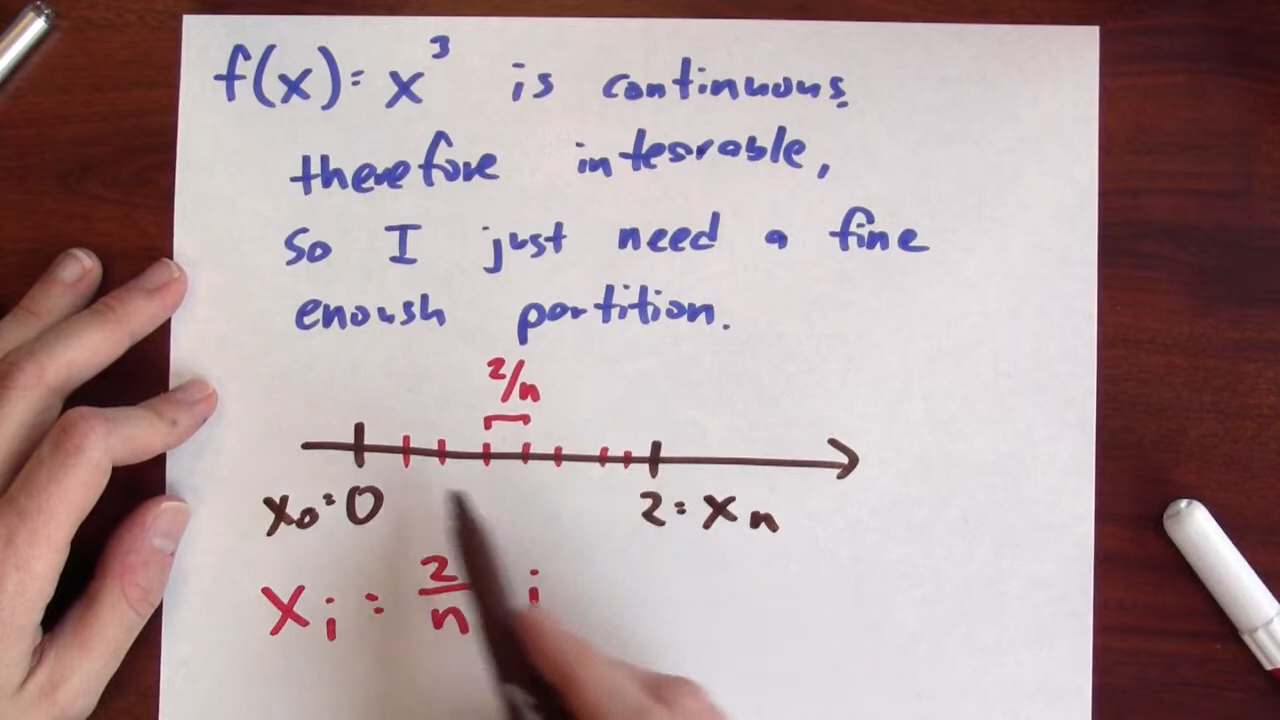 f(x) = x³ is continuous,
therefore integrable,
so I just need a fine
enough partition.
2/n
x₀ = 0 2 = xₙ
xᵢ = 2/n i